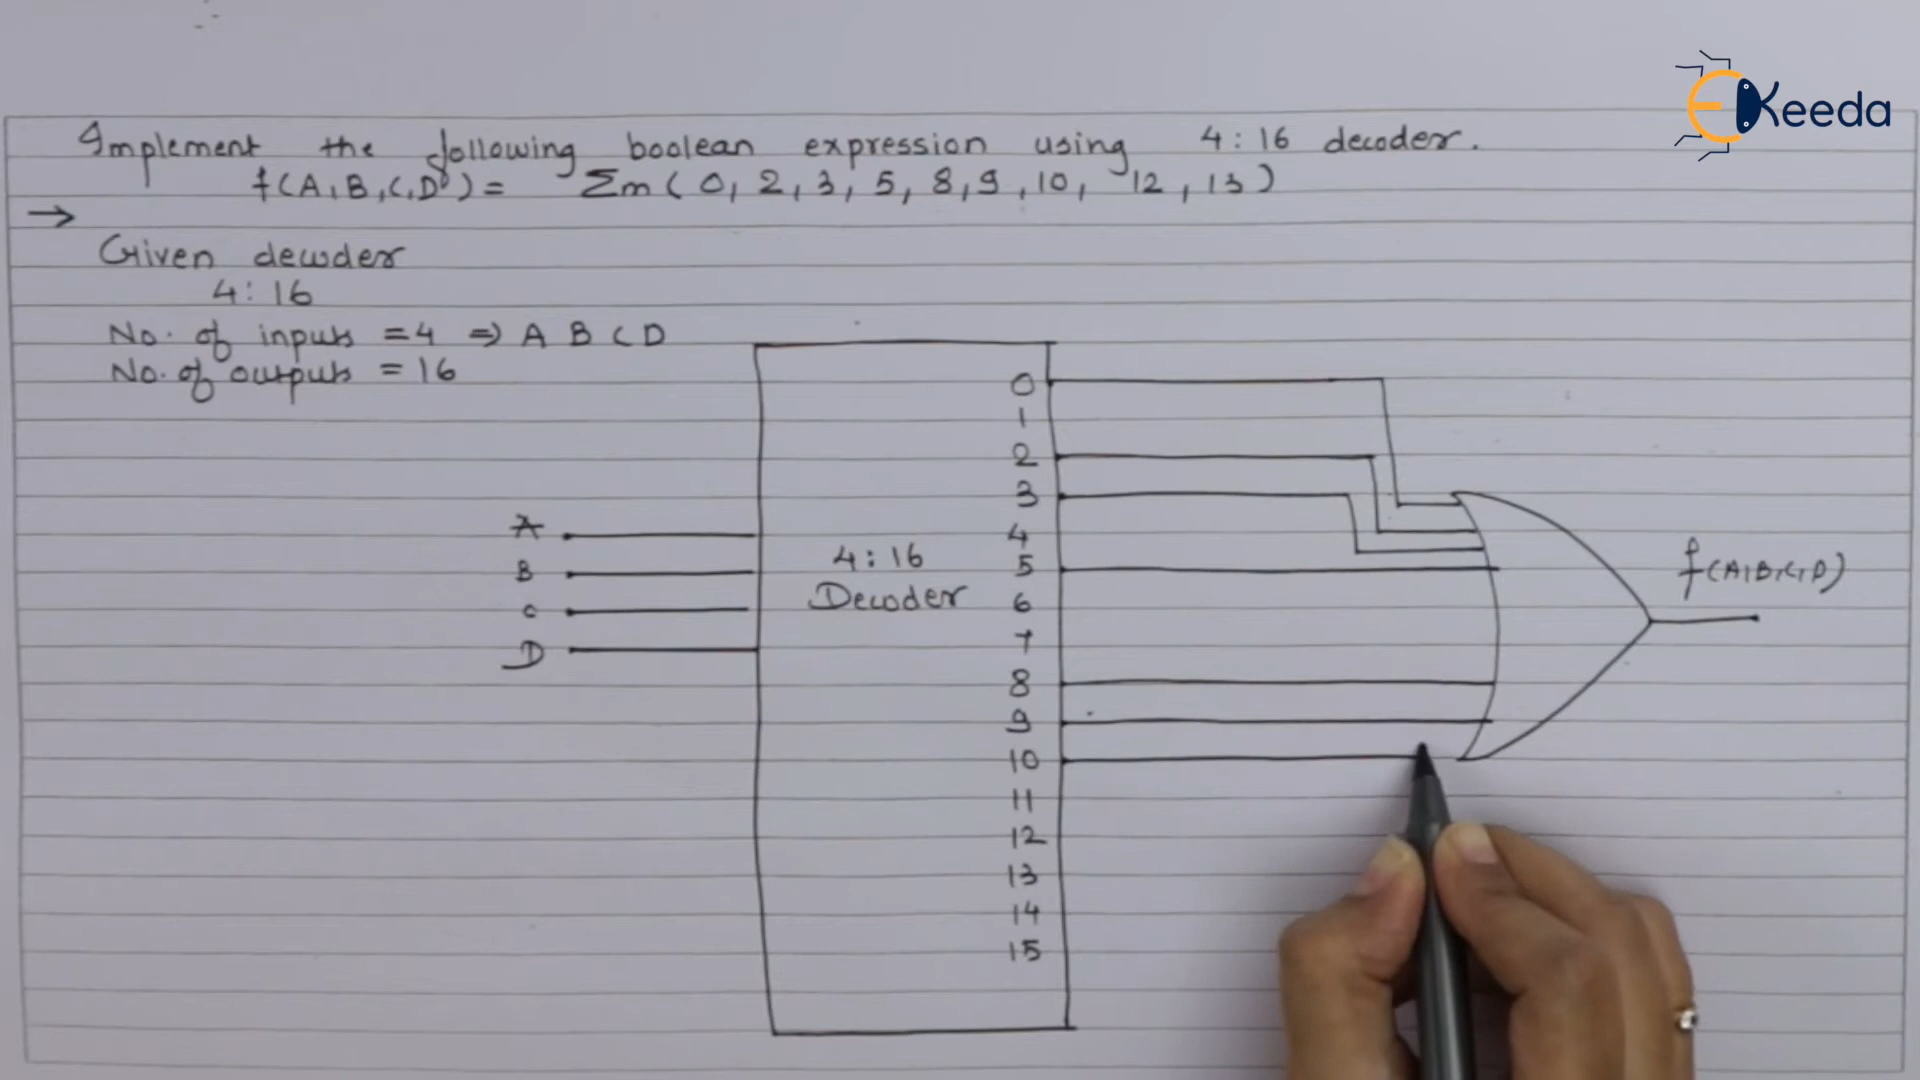 EKeeda
Implement the following boolean expression using 4:16 decoder.
f(A,B,C,D) = Σm(0, 2, 3, 5, 8, 9, 10, 12, 13)
→
Given decoder
4:16
No. of inputs = 4 ⇒ A B C D
No. of outputs = 16
0
1
2
3
4
5
6
7
8
9
10
11
12
13
14
15
A
B
C
D
4:16
Decoder
f(A,B,C,D)